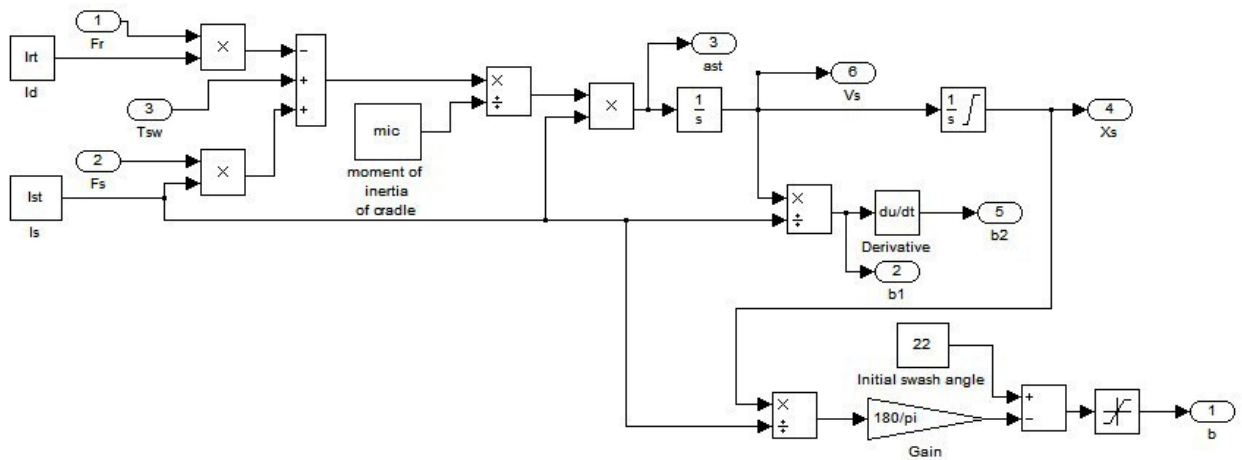 1
Fr
Irt
Id
×
−
+
+
3
Tsw
2
Fs
Ist
Is
×
mic
moment of
inertia
of cradle
×
÷
×
3
ast
1
s
6
Vs
1
s
4
Xs
×
÷
du/dt
Derivative
5
b2
2
b1
22
Initial swash angle
×
÷
180/pi
Gain
+
−
1
b